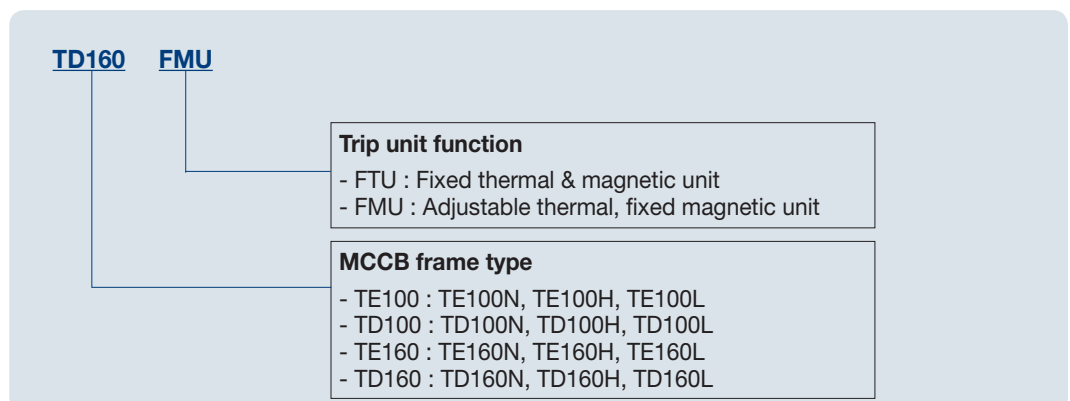 TD160 FMU
Trip unit function
- FTU : Fixed thermal & magnetic unit
- FMU : Adjustable thermal, fixed magnetic unit
MCCB frame type
- TE100 : TE100N, TE100H, TE100L
- TD100 : TD100N, TD100H, TD100L
- TE160 : TE160N, TE160H, TE160L
- TD160 : TD160N, TD160H, TD160L